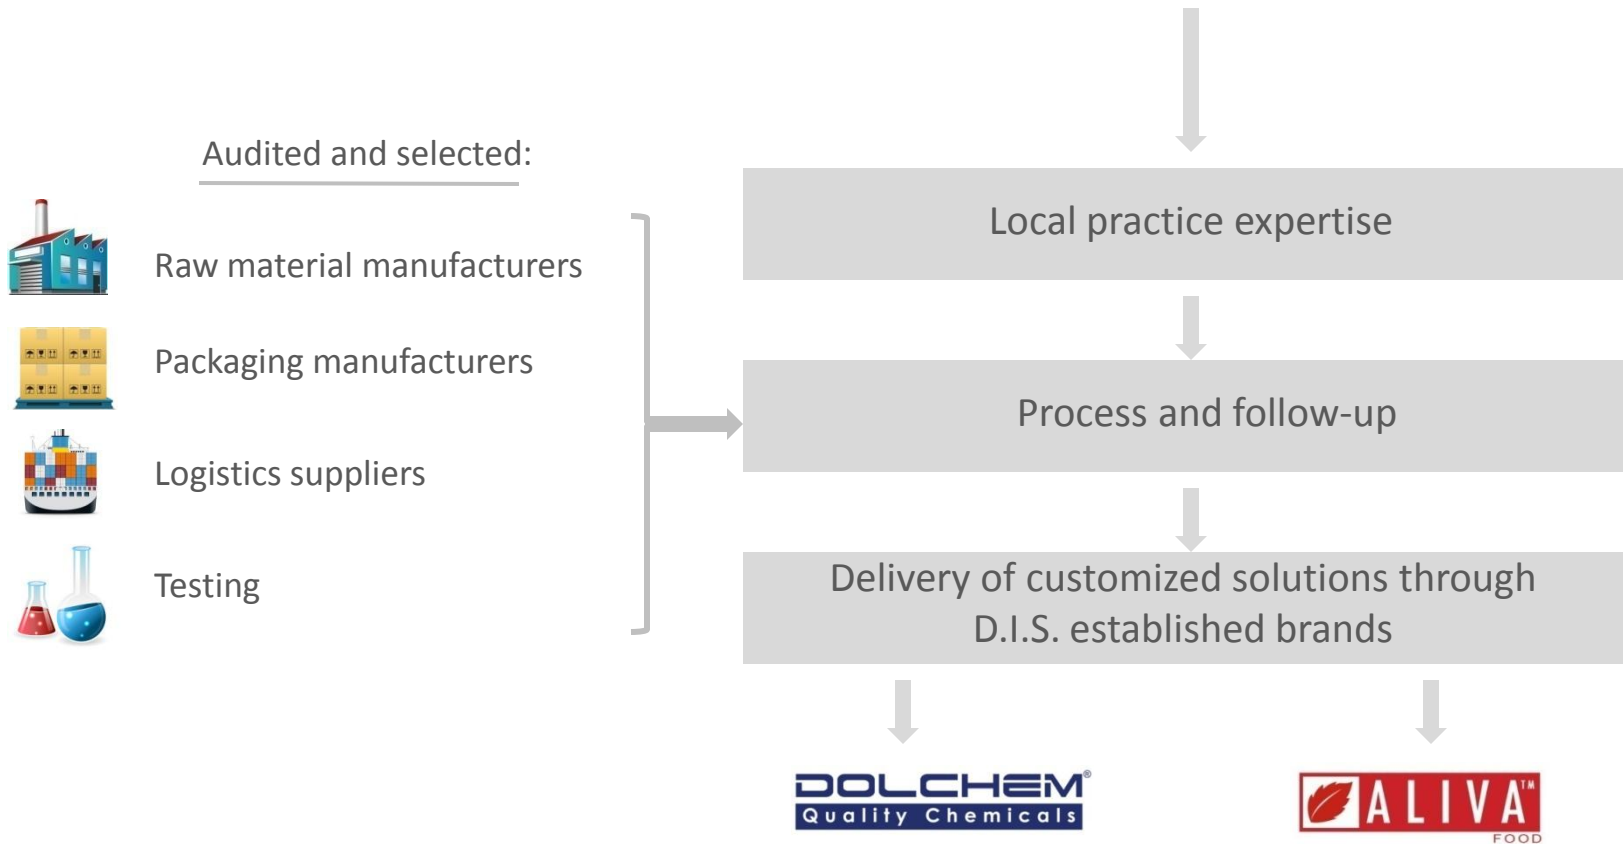 Audited and selected:
Raw material manufacturers
Packaging manufacturers
Logistics suppliers
Testing
Local practice expertise
Process and follow-up
Delivery of customized solutions through
D.I.S. established brands
DOLCHEM®
Quality Chemicals
ALIVA™
FOOD